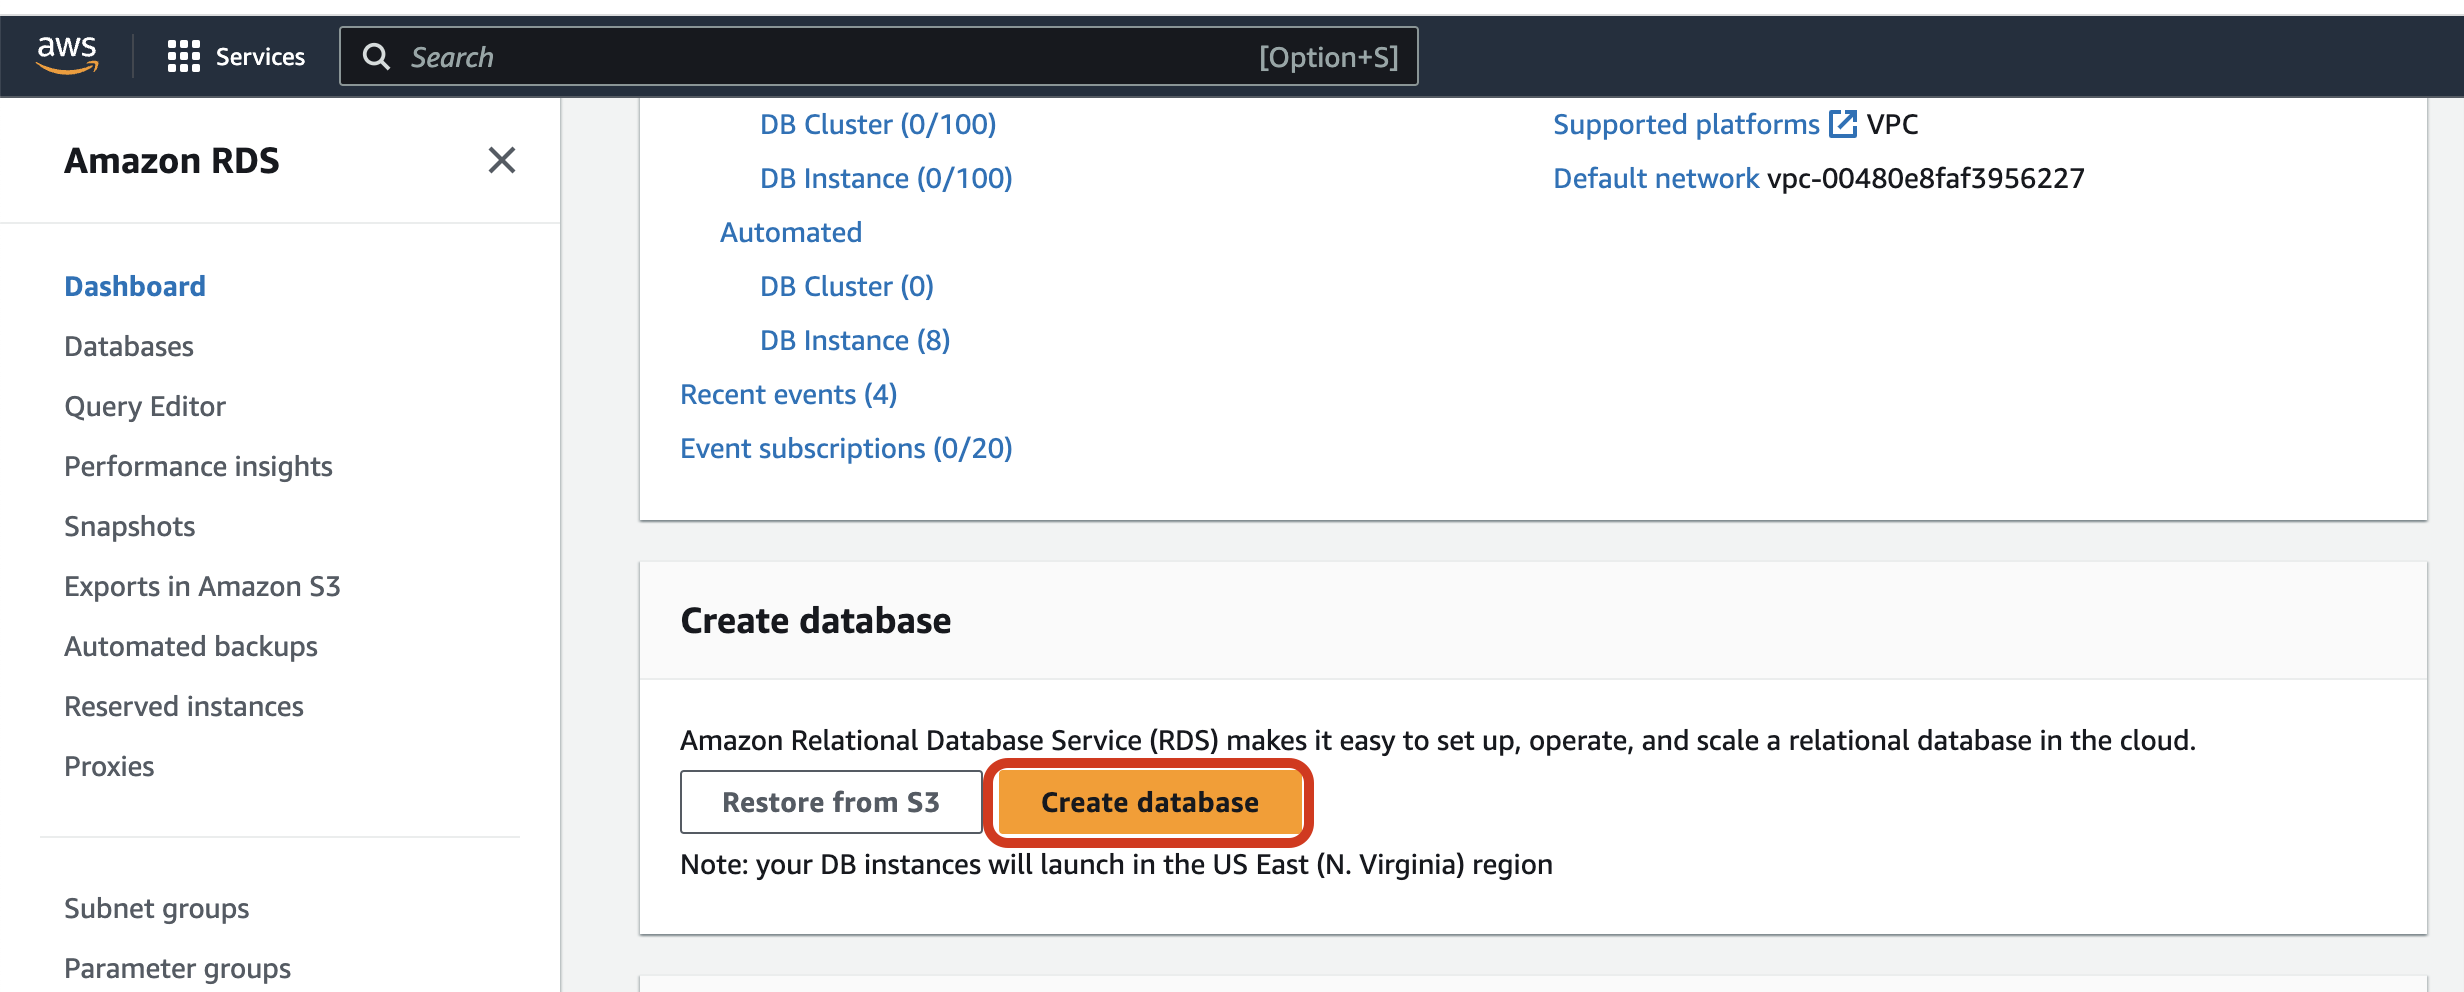 aws
Services
Search
[Option+S]
Amazon RDS
Dashboard
Databases
Query Editor
Performance insights
Snapshots
Exports in Amazon S3
Automated backups
Reserved instances
Proxies
Subnet groups
Parameter groups
DB Cluster (0/100)
DB Instance (0/100)
Automated
DB Cluster (0)
DB Instance (8)
Recent events (4)
Event subscriptions (0/20)
Supported platforms VPC
Default network vpc-00480e8faf3956227
Create database
Amazon Relational Database Service (RDS) makes it easy to set up, operate, and scale a relational database in the cloud.
Restore from S3
Create database
Note: your DB instances will launch in the US East (N. Virginia) region